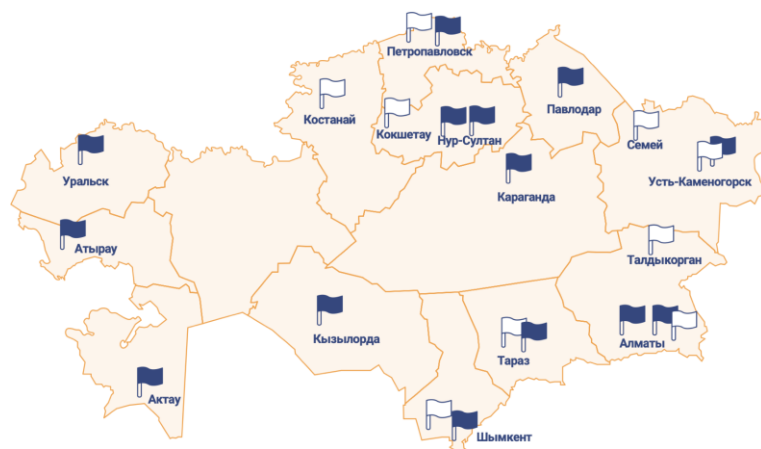 Петропавловск
Костанай
Павлодар
Кокшетау
Нур-Султан
Семей
Уральск
Усть-Каменогорск
Караганда
Атырау
Талдыкорган
Кызылорда
Алматы
Тараз
Актау
Шымкент